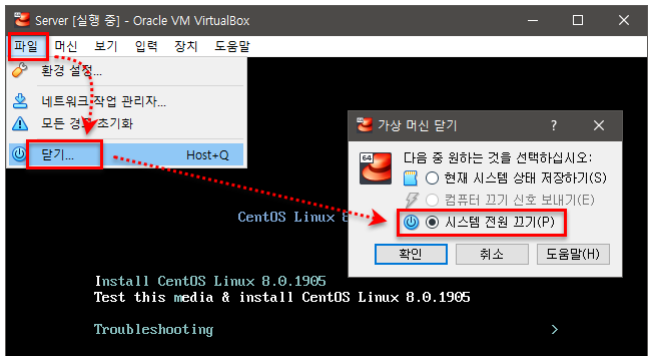 Server [실행 중] - Oracle VM VirtualBox
파일 머신 보기 입력 장치 도움말
환경 설정...
네트워크 작업 관리자...
모든 경고 초기화
닫기... Host+Q
가상 머신 닫기
64
다음 중 원하는 것을 선택하십시오:
현재 시스템 상태 저장하기(S)
컴퓨터 끄기 신호 보내기(E)
시스템 전원 끄기(P)
확인 취소 도움말(H)
CentOS Linux 8
Install CentOS Linux 8.0.1905
Test this media & install CentOS Linux 8.0.1905
Troubleshooting >